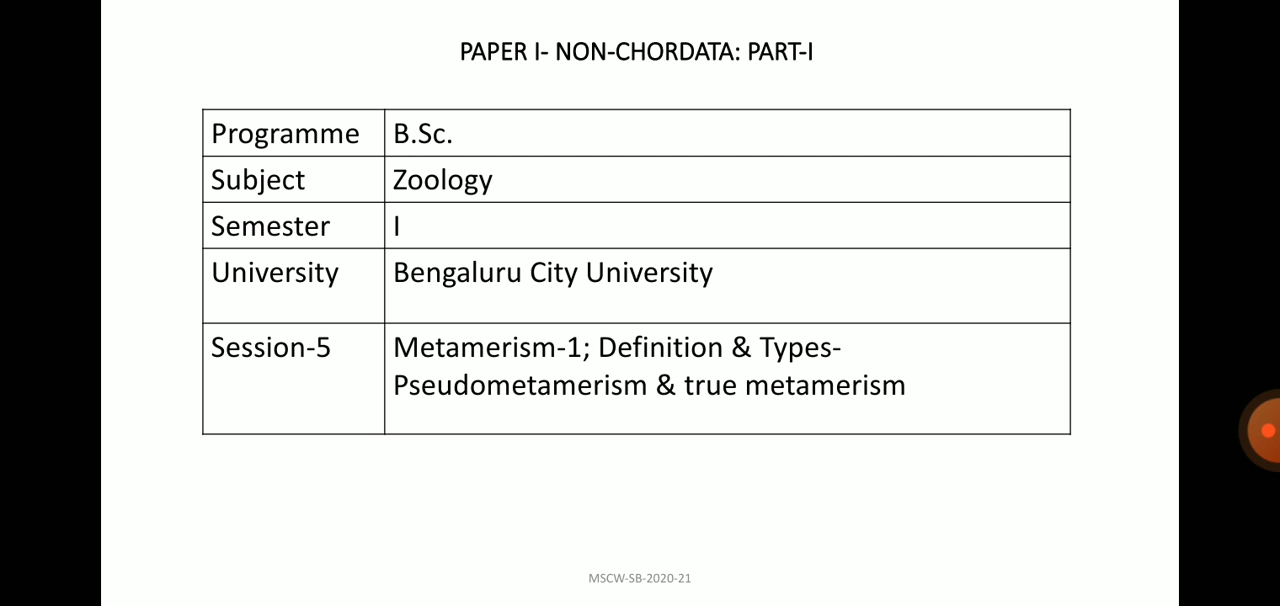 PAPER I- NON-CHORDATA: PART-I
Programme B.Sc.
Subject Zoology
Semester I
University Bengaluru City University
Session-5 Metamerism-1; Definition & Types-
Pseudometamerism & true metamerism
MSCW-SB-2020-21